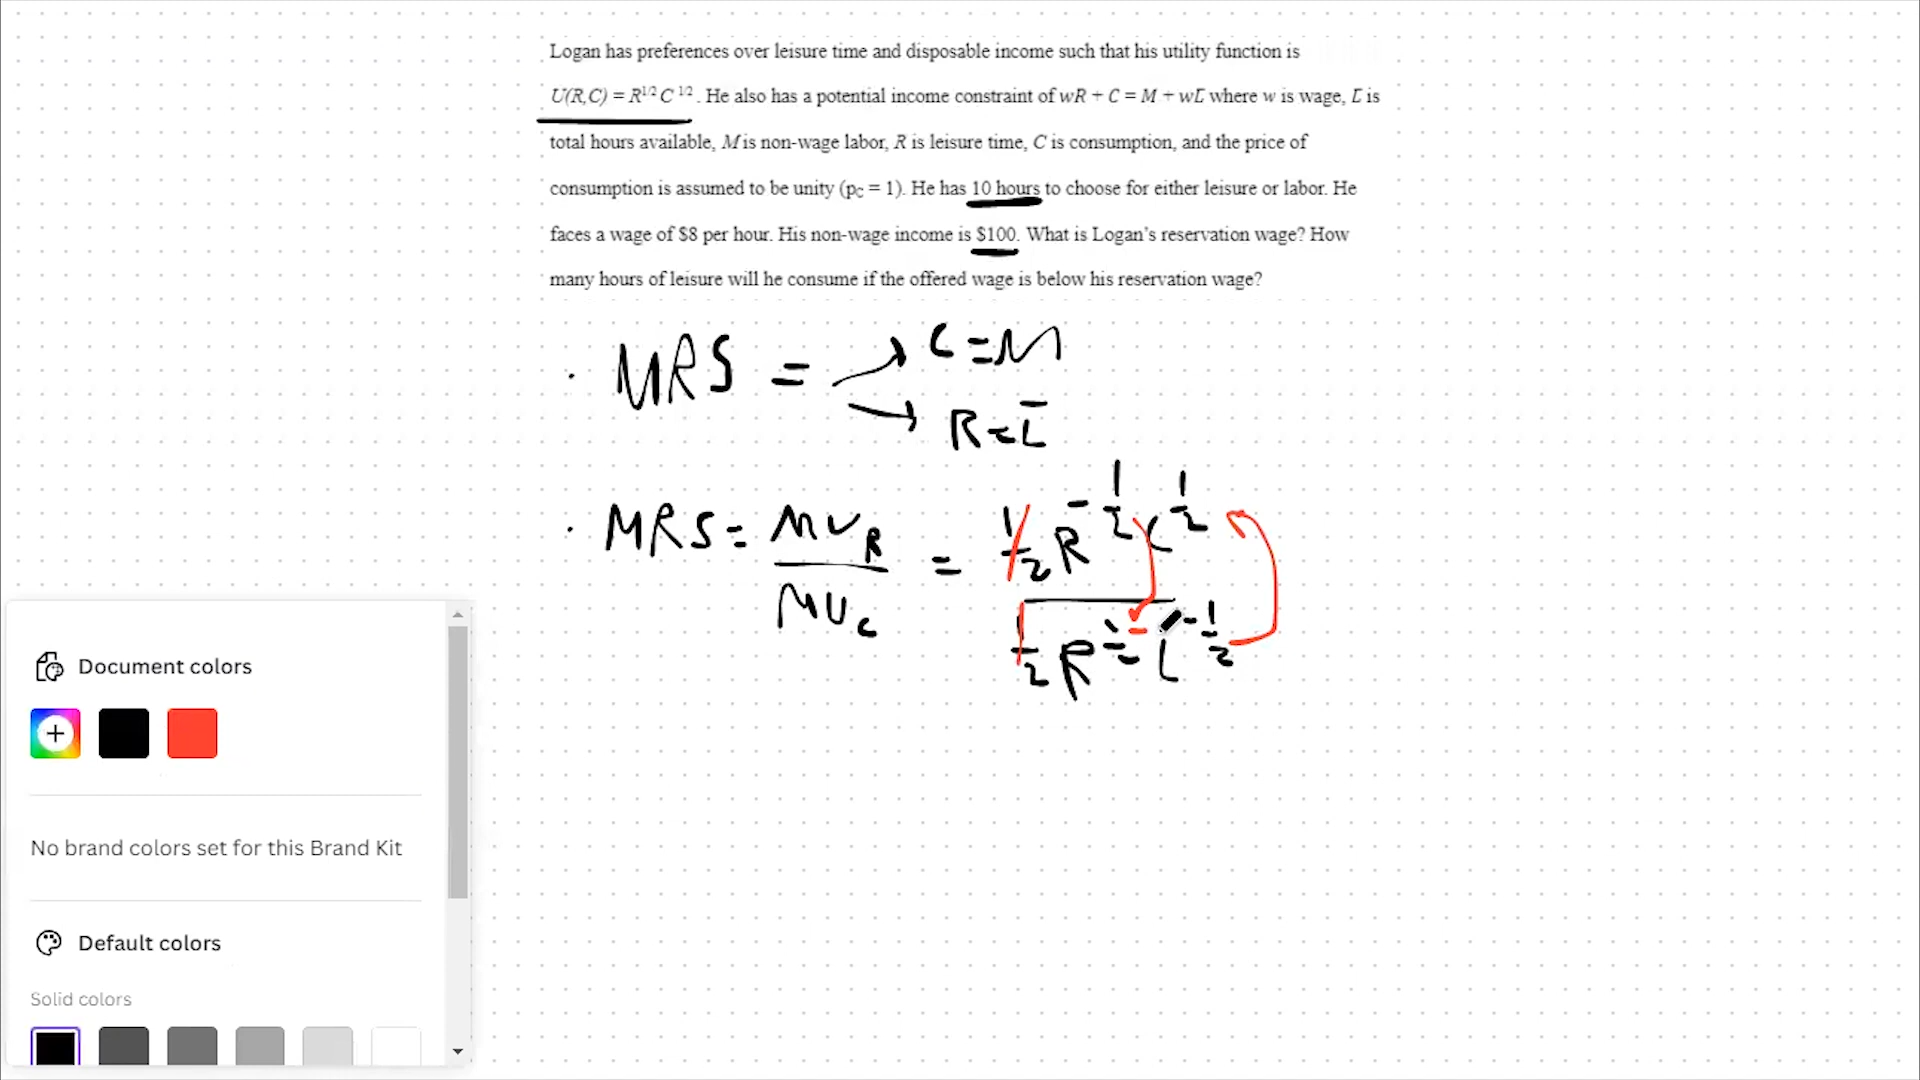 Logan has preferences over leisure time and disposable income such that his utility function is
U(R,C) = R^1/2 C^1/2 . He also has a potential income constraint of wR + C = M + wL̄ where w is wage, L̄ is
total hours available, M is non-wage labor, R is leisure time, C is consumption, and the price of
consumption is assumed to be unity (pC = 1). He has 10 hours to choose for either leisure or labor. He
faces a wage of $8 per hour. His non-wage income is $100. What is Logan's reservation wage? How
many hours of leisure will he consume if the offered wage is below his reservation wage?
· MRS = → C = M
→ R = L̄
· MRS = MU_R / MU_C = 1/2 R^-1/2 C^1/2 / 1/2 R^1/2 C^-1/2
Document colors
+
No brand colors set for this Brand Kit
Default colors
Solid colors